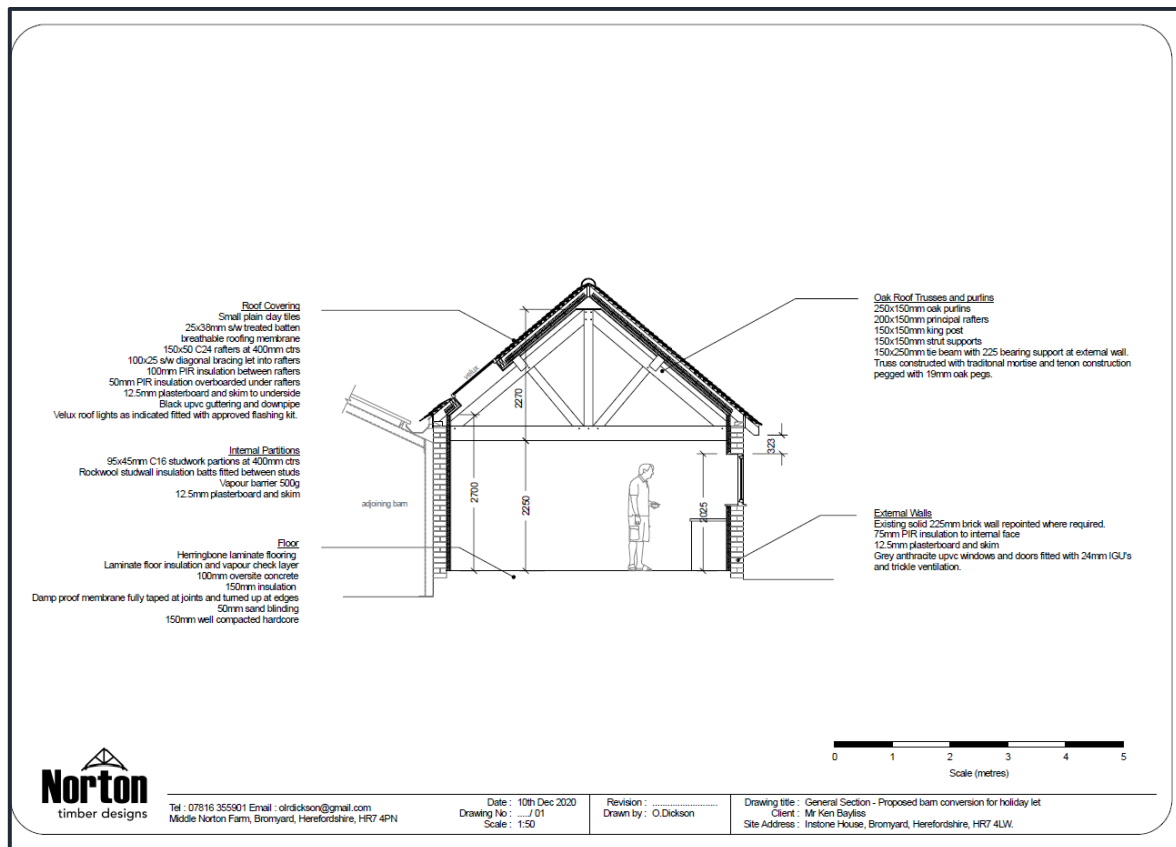 Roof Covering
Small plain clay tiles
25x38mm s/w treated batten
breathable roofing membrane
150x50 C24 rafters at 400mm ctrs
100x25 s/w diagonal bracing let into rafters
100mm PIR insulation between rafters
50mm PIR insulation overboarded under rafters
12.5mm plasterboard and skim to underside
Black upvc guttering and downpipe
Velux roof lights as indicated fitted with approved flashing kit.
Internal Partitions
95x45mm C16 studwork partions at 400mm ctrs
Rockwool studwall insulation batts fitted between studs
Vapour barrier 500g
12.5mm plasterboard and skim
Floor
Herringbone laminate flooring
Laminate floor insulation and vapour check layer
100mm oversite concrete
150mm insulation
Damp proof membrane fully taped at joints and turned up at edges
50mm sand blinding
150mm well compacted hardcore
velux
adjoining barn
2270
2700
2250
2025
323
Oak Roof Trusses and purlins
250x150mm oak purlins
200x150mm principal rafters
150x150mm king post
150x150mm strut supports
150x250mm tie beam with 225 bearing support at external wall.
Truss constructed with traditonal mortise and tenon construction
pegged with 19mm oak pegs.
External Walls
Existing solid 225mm brick wall repointed where required.
75mm PIR insulation to internal face
12.5mm plasterboard and skim
Grey anthracite upvc windows and doors fitted with 24mm IGU's
and trickle ventilation.
0 1 2 3 4 5
Scale (metres)
Norton
timber designs
Tel : 07816 355901 Email : olrdickson@gmail.com
Middle Norton Farm, Bromyard, Herefordshire, HR7 4PN
Date : 10th Dec 2020
Drawing No : ...../ 01
Scale : 1:50
Revision : ..........................
Drawn by : O.Dickson
Drawing title : General Section - Proposed barn conversion for holiday let
Client : Mr Ken Bayliss
Site Address : Instone House, Bromyard, Herefordshire, HR7 4LW.